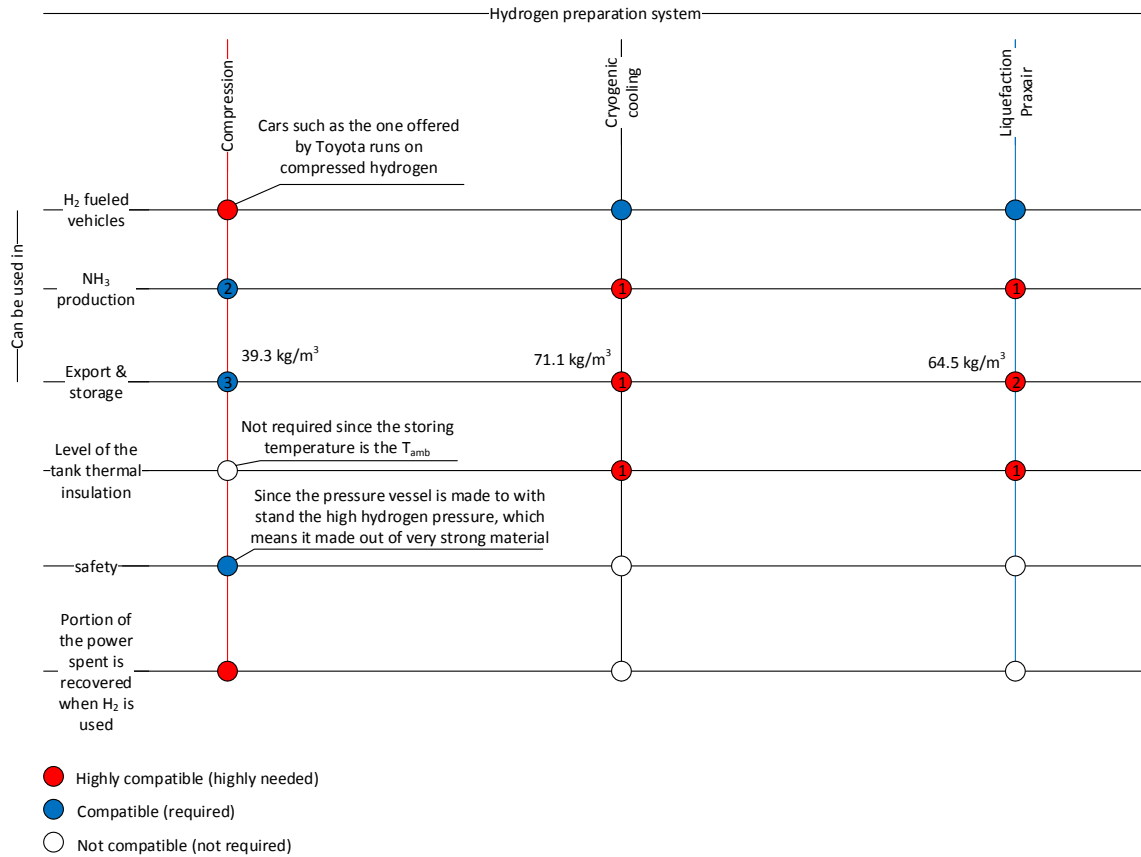 Hydrogen preparation system
Compression
Cryogenic
cooling
Liquefaction
Praxair
Cars such as the one offered
by Toyota runs on
compressed hydrogen
Can be used in
H₂ fueled
vehicles
NH₃
production
2
1
1
Export &
storage
39.3 kg/m³
71.1 kg/m³
64.5 kg/m³
3
1
2
Level of the
tank thermal
insulation
Not required since the storing
temperature is the Tamb
1
1
Since the pressure vessel is made to with
stand the high hydrogen pressure, which
means it made out of very strong material
safety
Portion of
the power
spent is
recovered
when H₂ is
used
Highly compatible (highly needed)
Compatible (required)
Not compatible (not required)